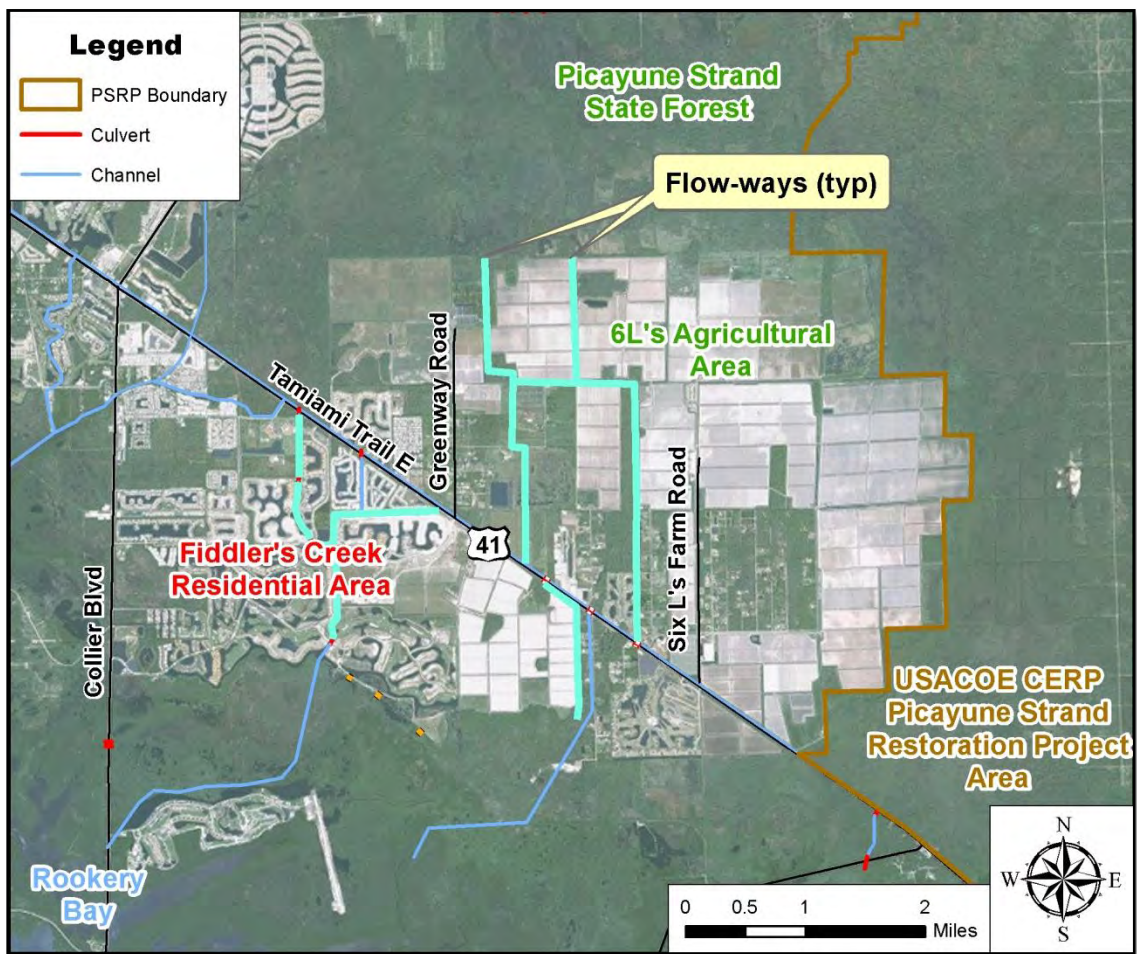 Legend
PSRP Boundary
Culvert
Channel
Picayune Strand
State Forest
Flow-ways (typ)
6L's Agricultural
Area
Greenway Road
Tamiami Trail E
41
Fiddler's Creek
Residential Area
Collier Blvd
Six L's Farm Road
USACOE CERP
Picayune Strand
Restoration Project
Area
Rookery
Bay
N
W E
S
0 0.5 1 2
Miles